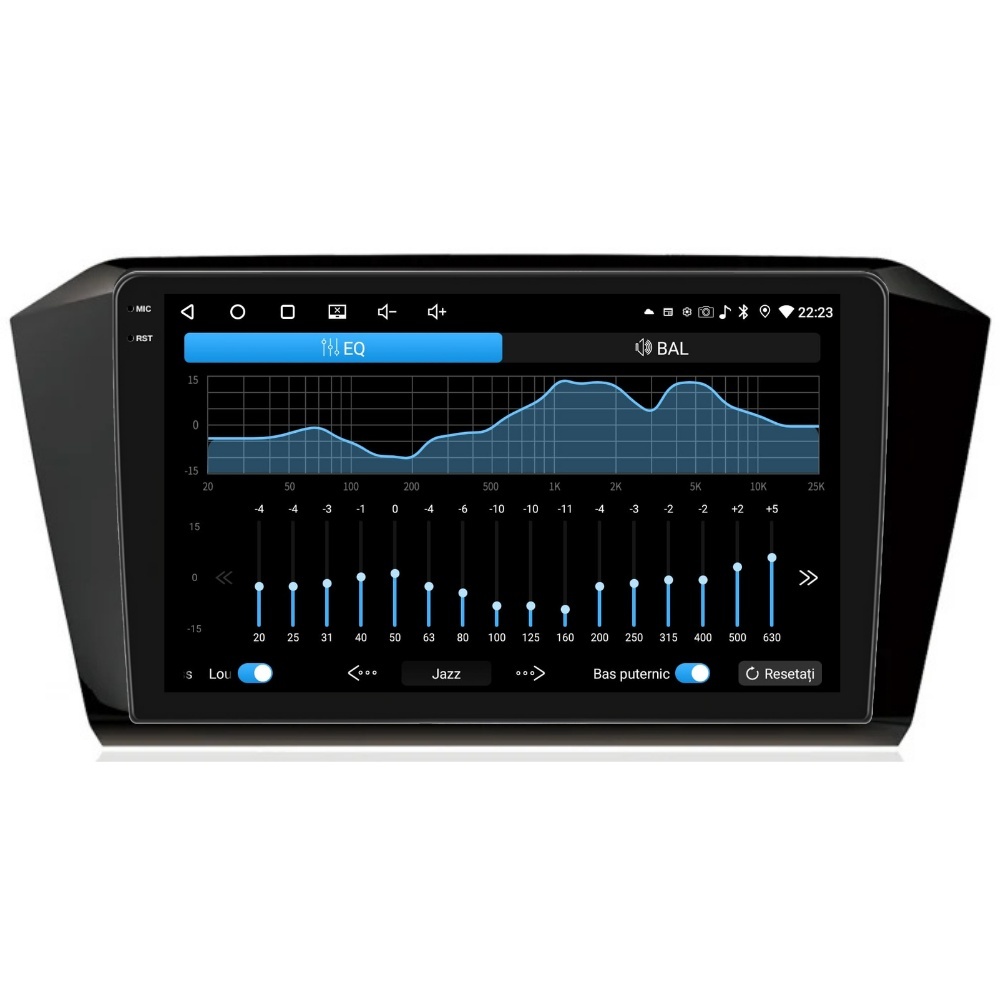 MIC
RST
22:23
EQ
BAL
15
0
-15
20 50 100 200 500 1K 2K 5K 10K 25K
-4 -4 -3 -1 0 -4 -6 -10 -10 -11 -4 -3 -2 -2 +2 +5
15
0
-15
20 25 31 40 50 63 80 100 125 160 200 250 315 400 500 630
s Lou
Jazz
Bas puternic
Resetați